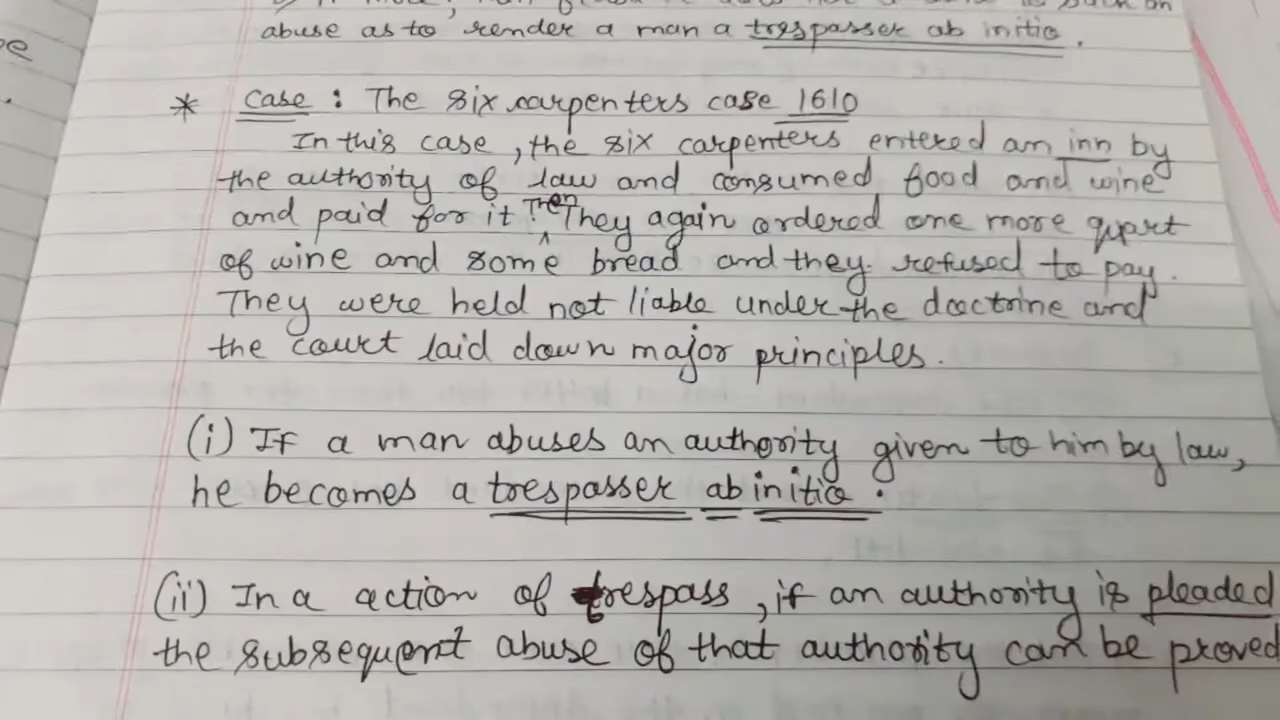 abuse as to render a man a trespasser ab initio.
* Case : The six carpenters case 1610
In this case, the six carpenters entered an inn by
the authority of law and consumed food and wine
and paid for it. Then They again ordered one more quart
of wine and some bread and they refused to pay.
They were held not liable under the doctrine and
the court laid down major principles.
(i) If a man abuses an authority given to him by law,
he becomes a trespasser ab initio.
(ii) In a action of trespass, if an authority is pleaded
the subsequent abuse of that authority can be proved